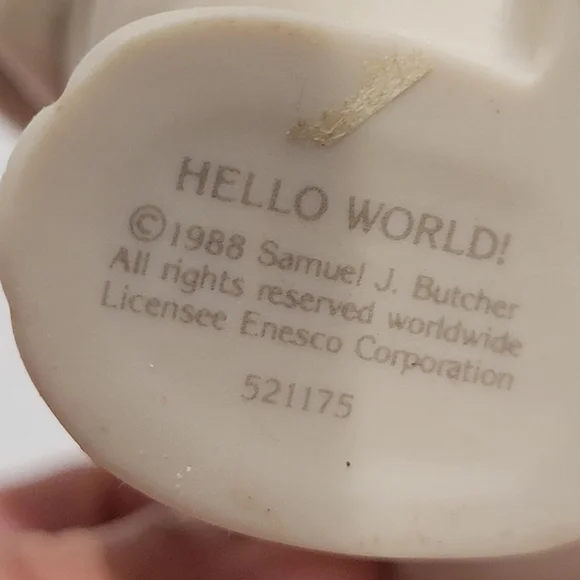 HELLO WORLD!
©1988 Samuel J. Butcher
All rights reserved worldwide
Licensee Enesco Corporation
521175